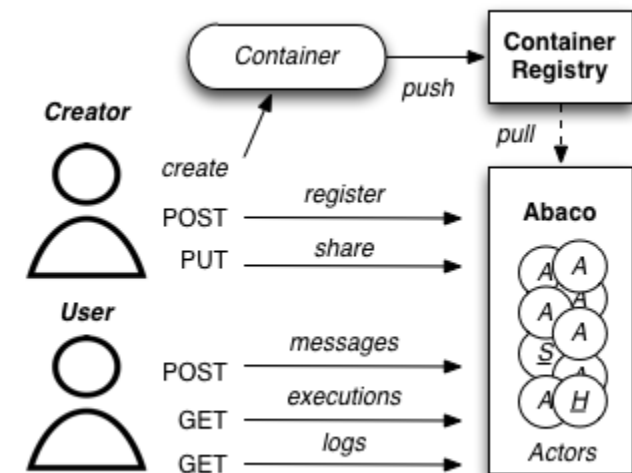 Container
Container
Registry
push
Creator
pull
create
register
POST
Abaco
share
PUT
A
A
A
A
User
A
messages
S
POST
A
executions
A
H
GET
logs
Actors
GET